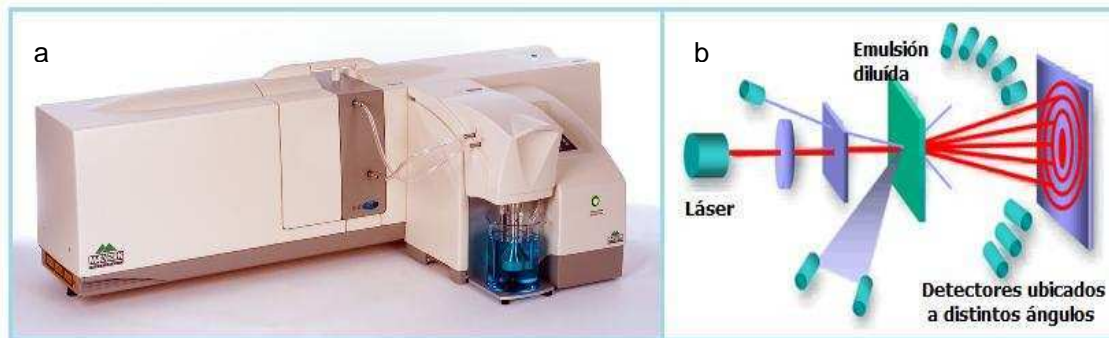 a
b
Emulsión
diluída
Láser
Detectores ubicados
a distintos ángulos